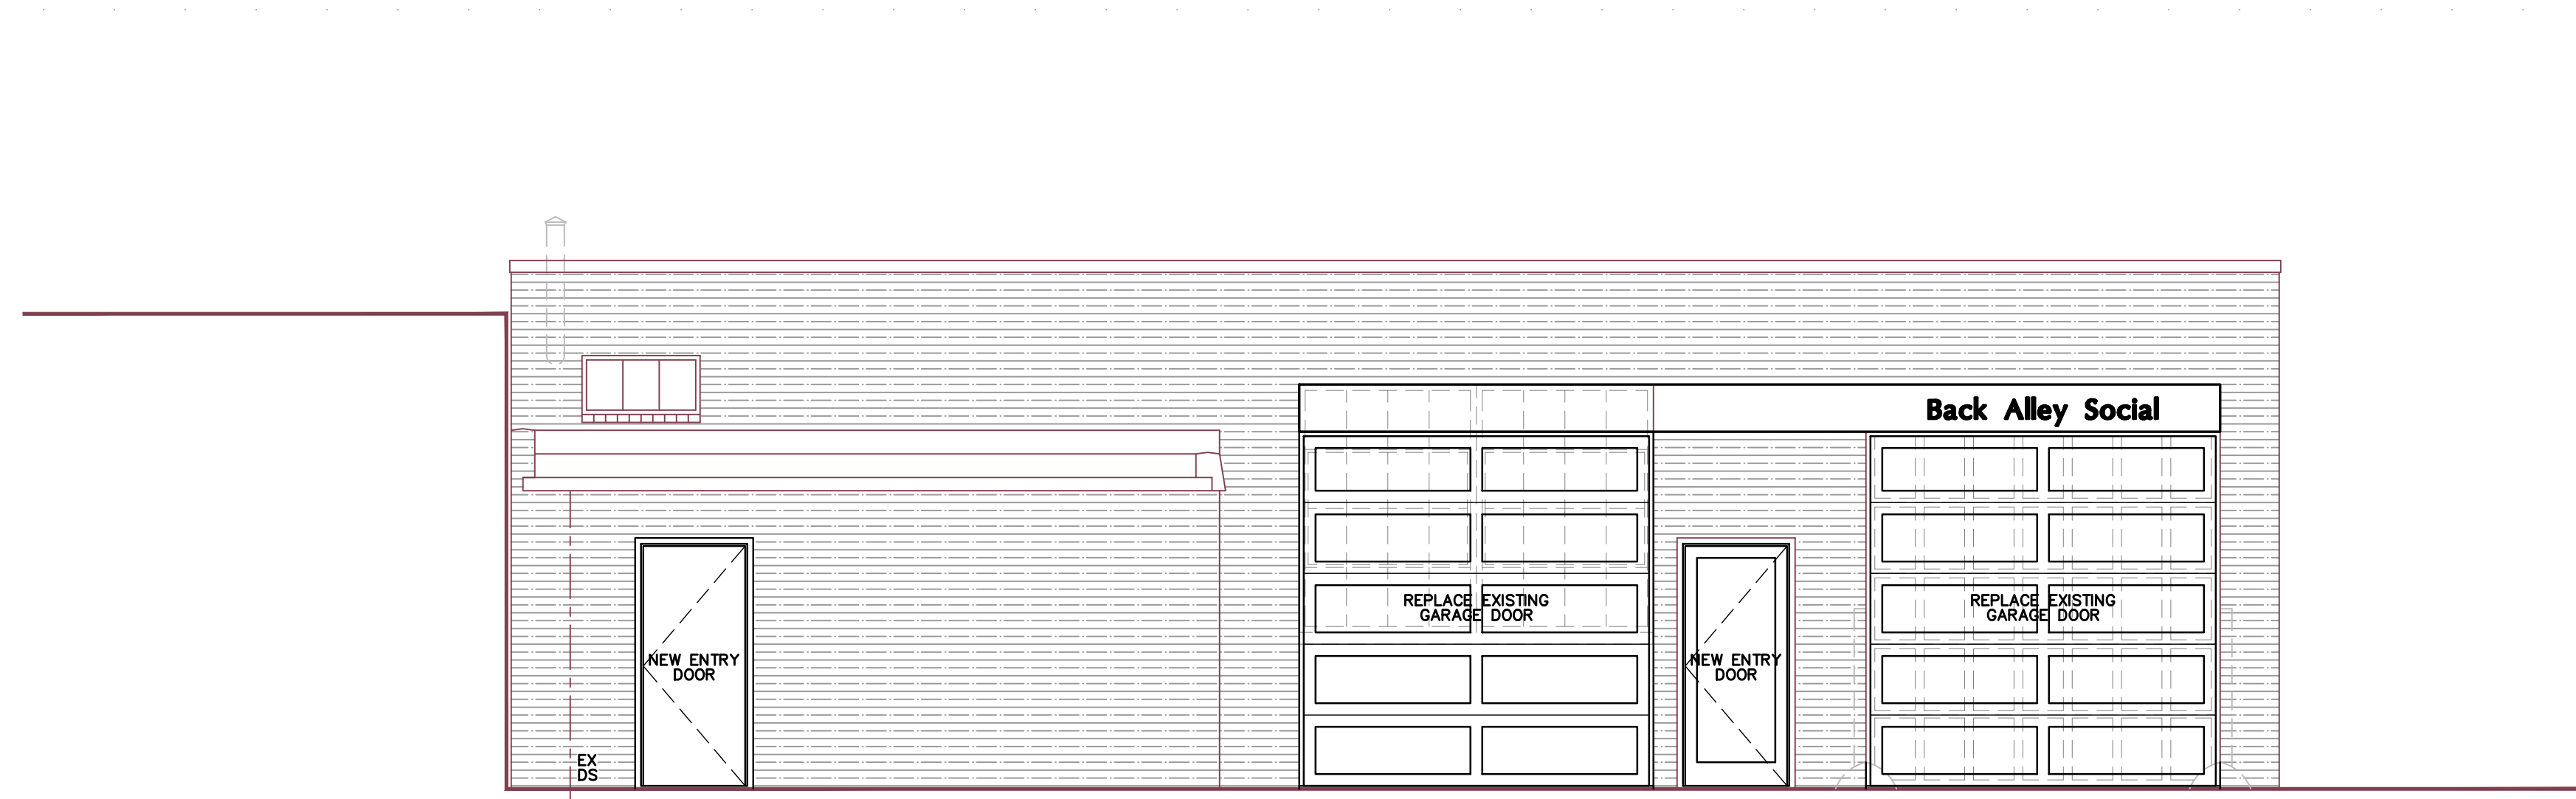 Back Alley Social
REPLACE EXISTING
GARAGE DOOR
REPLACE EXISTING
GARAGE DOOR
NEW ENTRY
DOOR
NEW ENTRY
DOOR
EX
DS